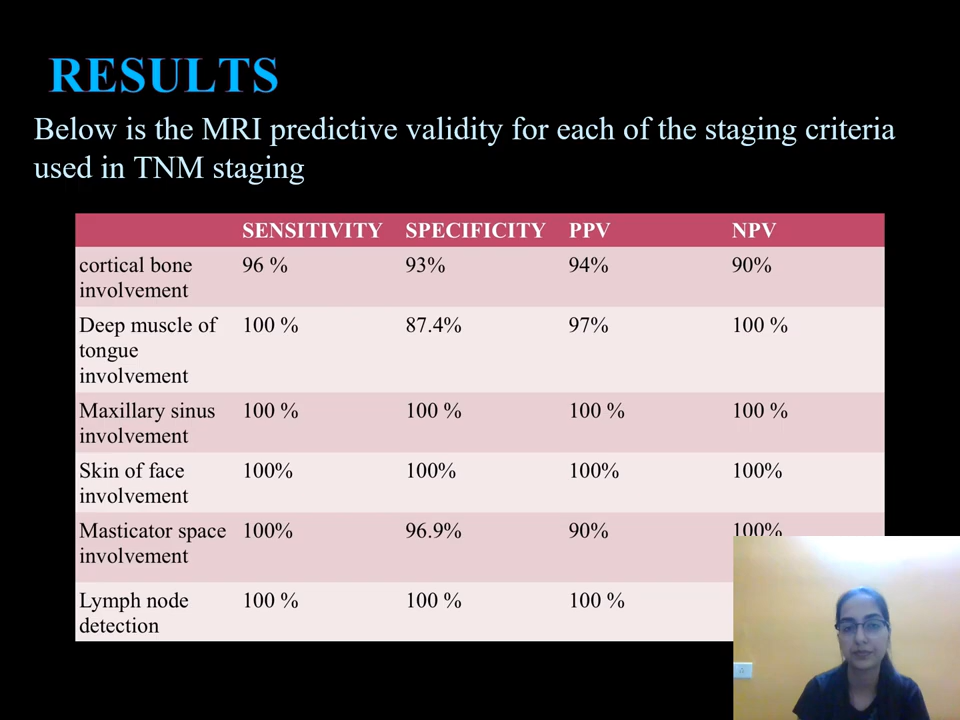 RESULTS
Below is the MRI predictive validity for each of the staging criteria
used in TNM staging
SENSITIVITY SPECIFICITY PPV NPV
cortical bone involvement 96 % 93% 94% 90%
Deep muscle of tongue involvement 100 % 87.4% 97% 100 %
Maxillary sinus involvement 100 % 100 % 100 % 100 %
Skin of face involvement 100% 100% 100% 100%
Masticator space involvement 100% 96.9% 90% 100%
Lymph node detection 100 % 100 % 100 %